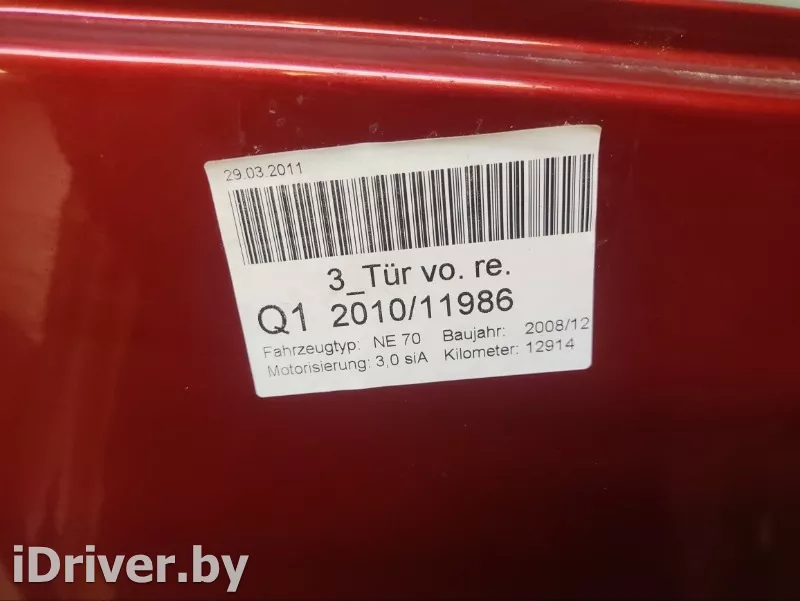 29.03.2011
3_Tür vo. re.
Q1 2010/11986
Fahrzeugtyp: NE 70 Baujahr: 2008/12
Motorisierung: 3,0 siA Kilometer: 12914
iDriver.by